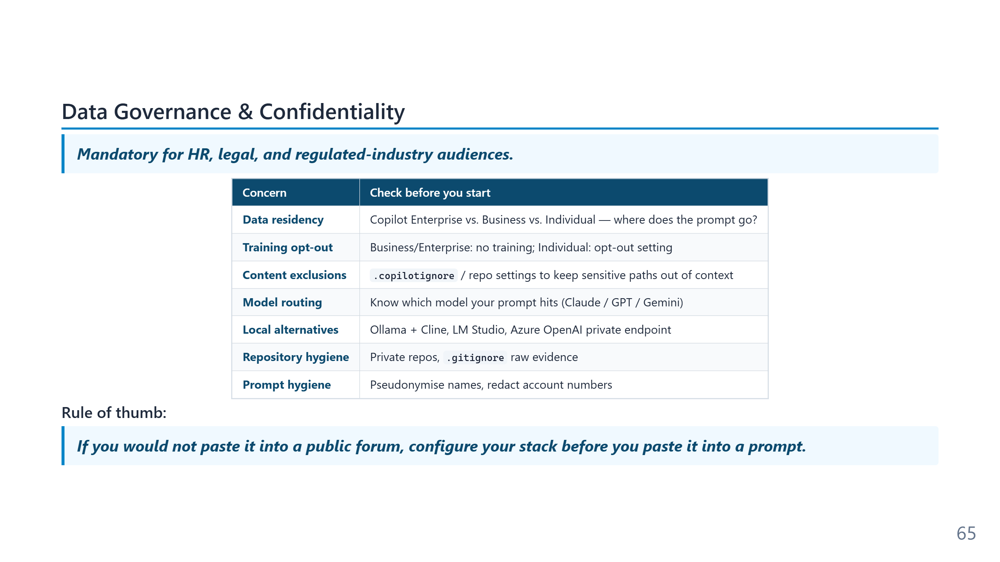 Data Governance & Confidentiality
Mandatory for HR, legal, and regulated-industry audiences.
Concern Check before you start
Data residency Copilot Enterprise vs. Business vs. Individual — where does the prompt go?
Training opt-out Business/Enterprise: no training; Individual: opt-out setting
Content exclusions .copilotignore / repo settings to keep sensitive paths out of context
Model routing Know which model your prompt hits (Claude / GPT / Gemini)
Local alternatives Ollama + Cline, LM Studio, Azure OpenAI private endpoint
Repository hygiene Private repos, .gitignore raw evidence
Prompt hygiene Pseudonymise names, redact account numbers
Rule of thumb:
If you would not paste it into a public forum, configure your stack before you paste it into a prompt.
65